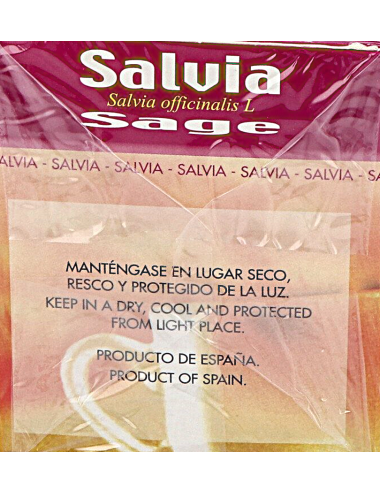 Salvia
Salvia officinalis L
Sage
ALVIA - SALVIA - SALVIA - SALVIA - SALVIA - SALVIA - SALVIA - SA
MANTÉNGASE EN LUGAR SECO,
RESCO Y PROTEGIDO DE LA LUZ.
KEEP IN A DRY, COOL AND PROTECTED
FROM LIGHT PLACE.
PRODUCTO DE ESPAÑA.
PRODUCT OF SPAIN.